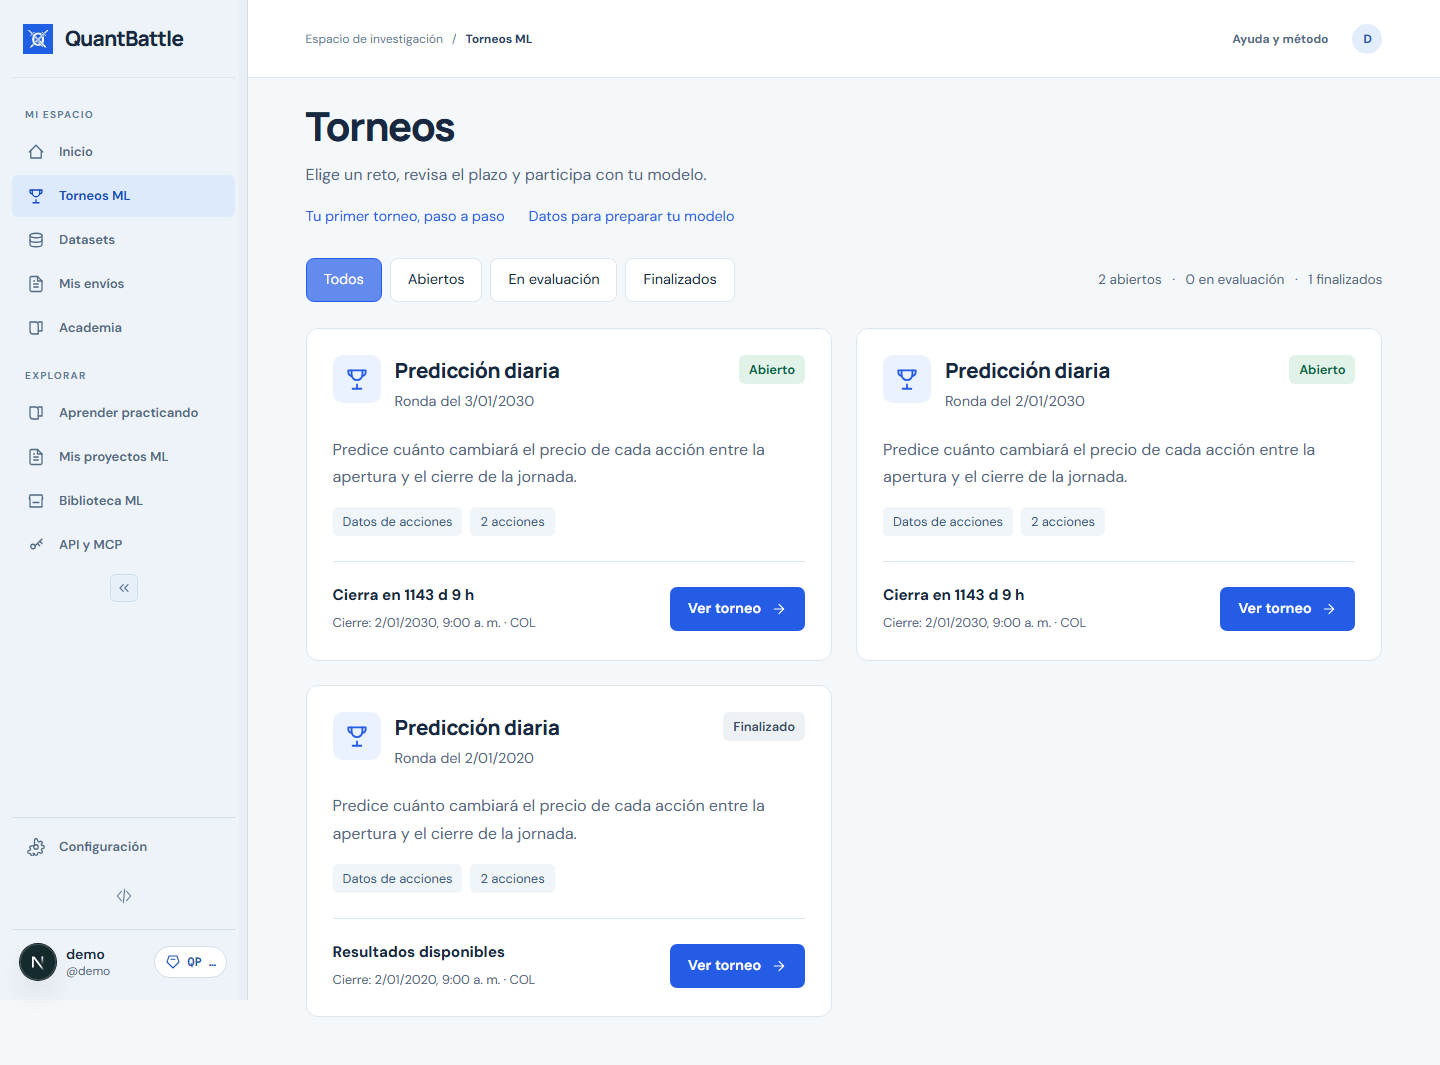 QuantBattle
MI ESPACIO
Inicio
Torneos ML
Datasets
Mis envíos
Academia
EXPLORAR
Aprender practicando
Mis proyectos ML
Biblioteca ML
API y MCP
Configuración
N
demo
@demo
QP …
Espacio de investigación / Torneos ML
Ayuda y método
D
Torneos
Elige un reto, revisa el plazo y participa con tu modelo.
Tu primer torneo, paso a paso
Datos para preparar tu modelo
Todos
Abiertos
En evaluación
Finalizados
2 abiertos · 0 en evaluación · 1 finalizados
Predicción diaria
Abierto
Ronda del 3/01/2030
Predice cuánto cambiará el precio de cada acción entre la
apertura y el cierre de la jornada.
Datos de acciones
2 acciones
Cierra en 1143 d 9 h
Cierre: 2/01/2030, 9:00 a. m. · COL
Ver torneo →
Predicción diaria
Abierto
Ronda del 2/01/2030
Predice cuánto cambiará el precio de cada acción entre la
apertura y el cierre de la jornada.
Datos de acciones
2 acciones
Cierra en 1143 d 9 h
Cierre: 2/01/2030, 9:00 a. m. · COL
Ver torneo →
Predicción diaria
Finalizado
Ronda del 2/01/2020
Predice cuánto cambiará el precio de cada acción entre la
apertura y el cierre de la jornada.
Datos de acciones
2 acciones
Resultados disponibles
Cierre: 2/01/2020, 9:00 a. m. · COL
Ver torneo →